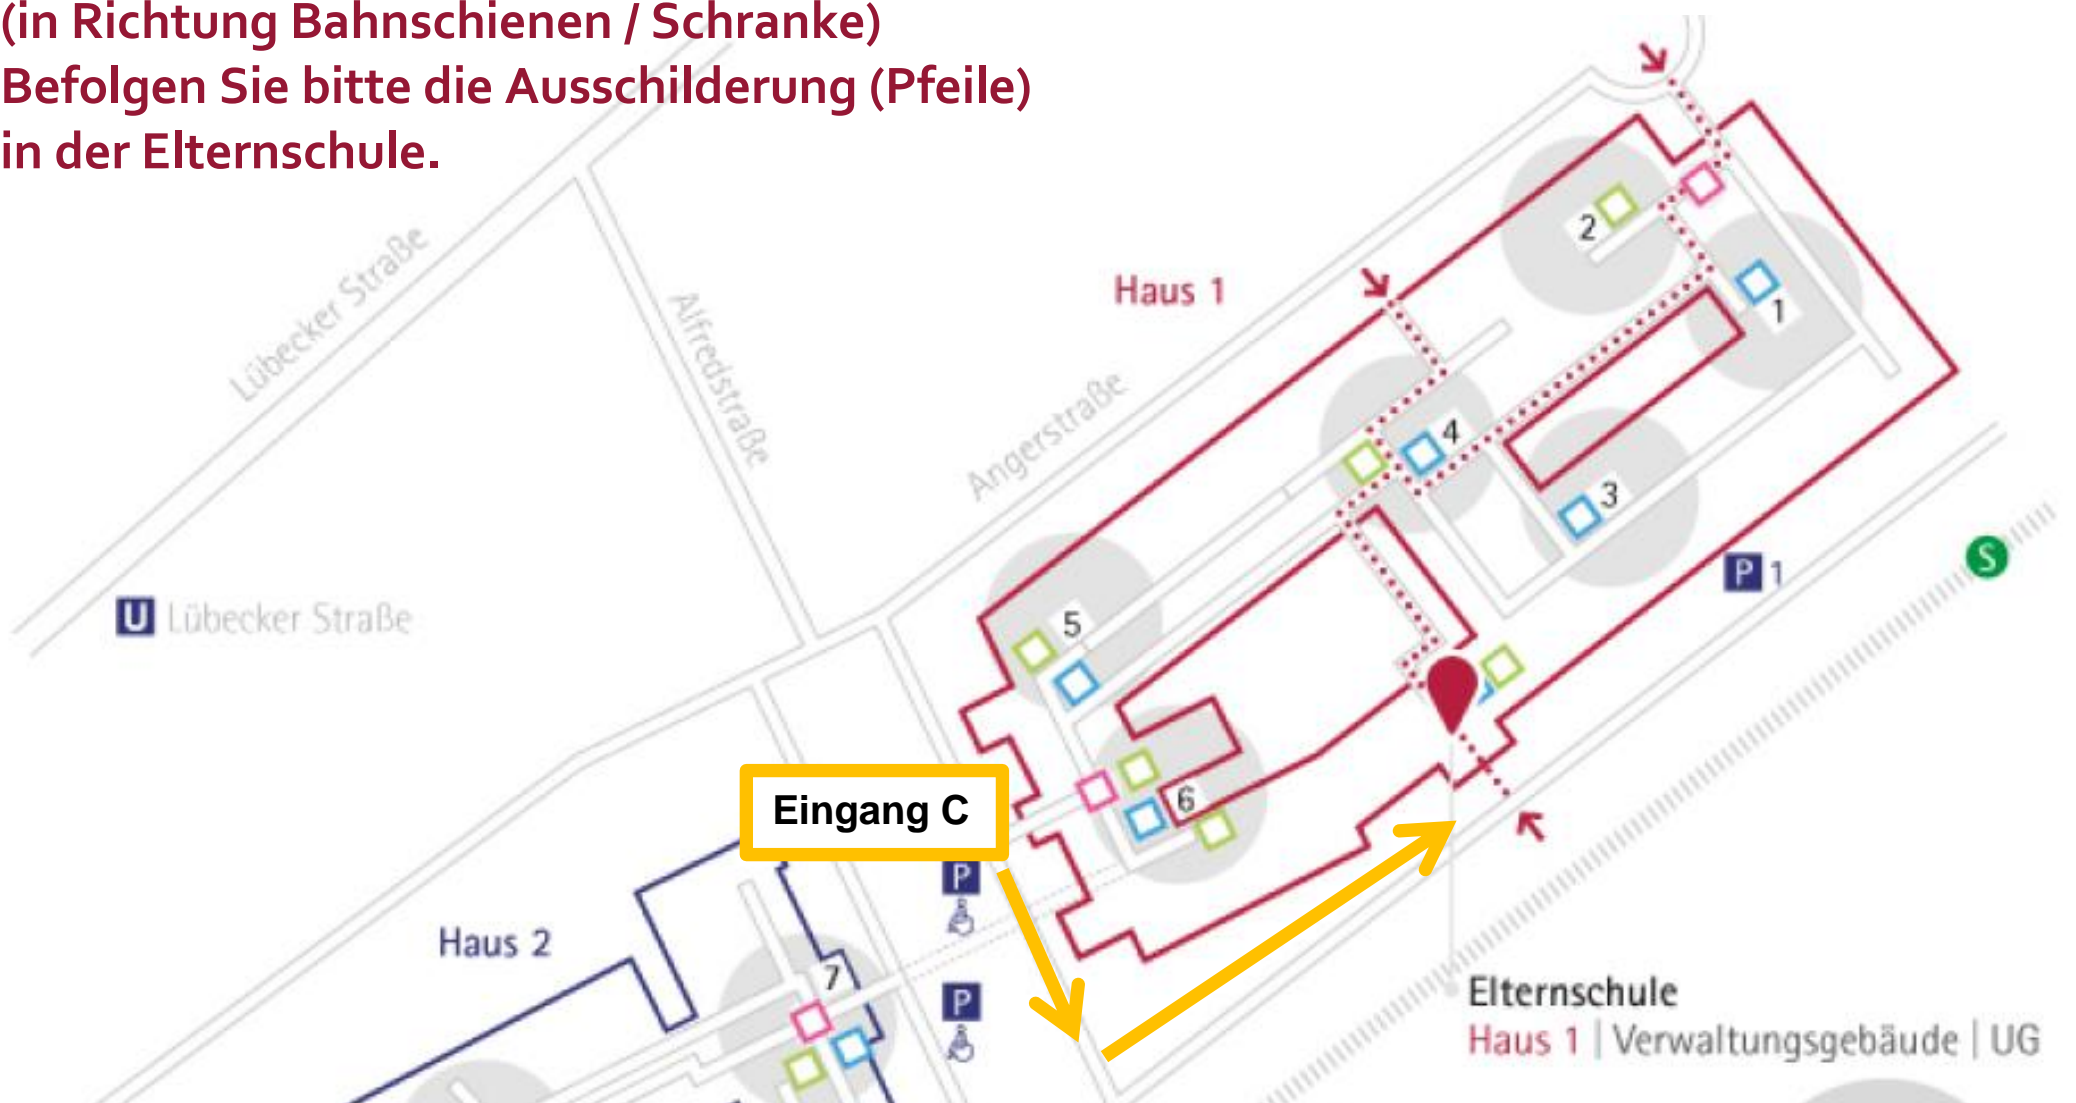 (in Richtung Bahnschienen / Schranke)
Befolgen Sie bitte die Ausschilderung (Pfeile)
in der Elternschule.
Lübecker Straße
Alfredstraße
Angerstraße
Haus 1
2
1
4
3
5
6
P 1
S
U Lübecker Straße
Eingang C
P
P
Haus 2
7
Elternschule
Haus 1 | Verwaltungsgebäude | UG